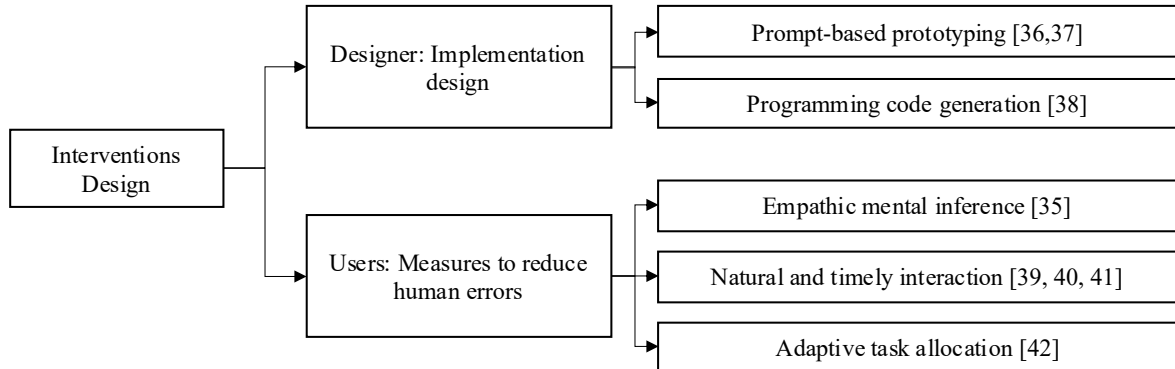 Interventions
Design
Designer: Implementation
design
Prompt-based prototyping [36,37]
Programming code generation [38]
Users: Measures to reduce
human errors
Empathic mental inference [35]
Natural and timely interaction [39, 40, 41]
Adaptive task allocation [42]